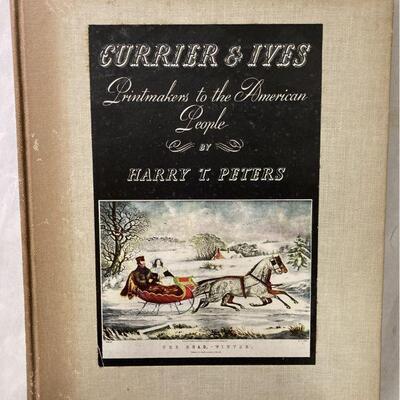 CURRIER & IVES
Printmakers to the American
People
BY
HARRY T. PETERS
THE ROAD,-WINTER.